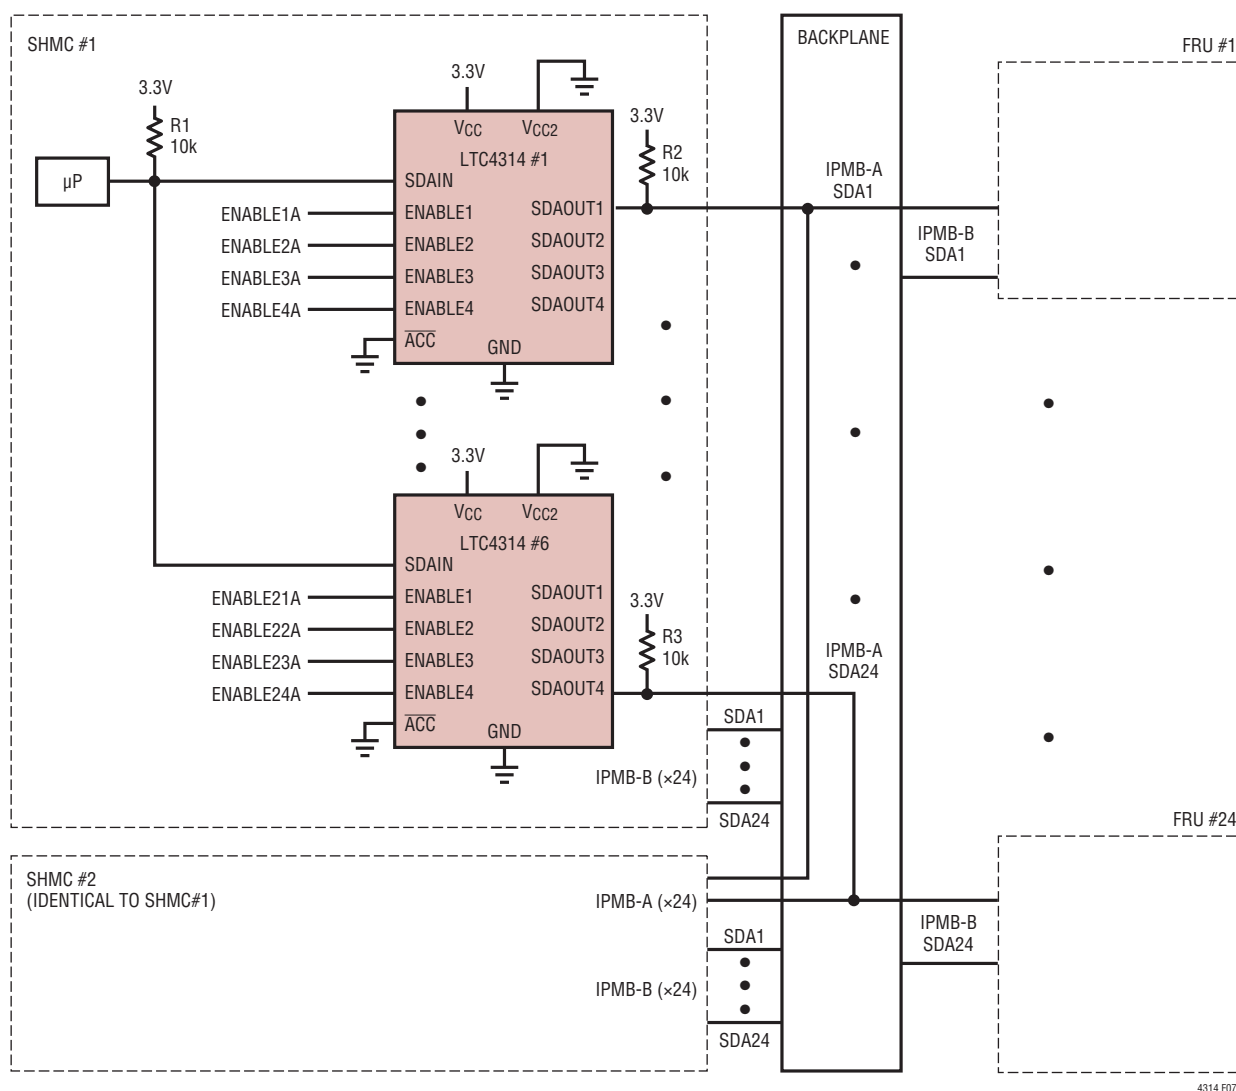 SHMC #1
BACKPLANE
FRU #1
3.3V
R1
10k
µP
3.3V
VCC
VCC2
LTC4314 #1
SDAIN
ENABLE1A
ENABLE1
ENABLE2A
ENABLE2
ENABLE3A
ENABLE3
ENABLE4A
ENABLE4
ACC
GND
SDAOUT1
SDAOUT2
SDAOUT3
SDAOUT4
3.3V
R2
10k
IPMB-A
SDA1
IPMB-B
SDA1
3.3V
VCC
VCC2
LTC4314 #6
SDAIN
ENABLE21A
ENABLE1
ENABLE22A
ENABLE2
ENABLE23A
ENABLE3
ENABLE24A
ENABLE4
ACC
GND
SDAOUT1
SDAOUT2
SDAOUT3
SDAOUT4
3.3V
R3
10k
IPMB-A
SDA24
SDA1
IPMB-B (×24)
SDA24
FRU #24
SHMC #2
(IDENTICAL TO SHMC#1)
IPMB-A (×24)
SDA1
IPMB-B (×24)
SDA24
IPMB-B
SDA24
4314 F07